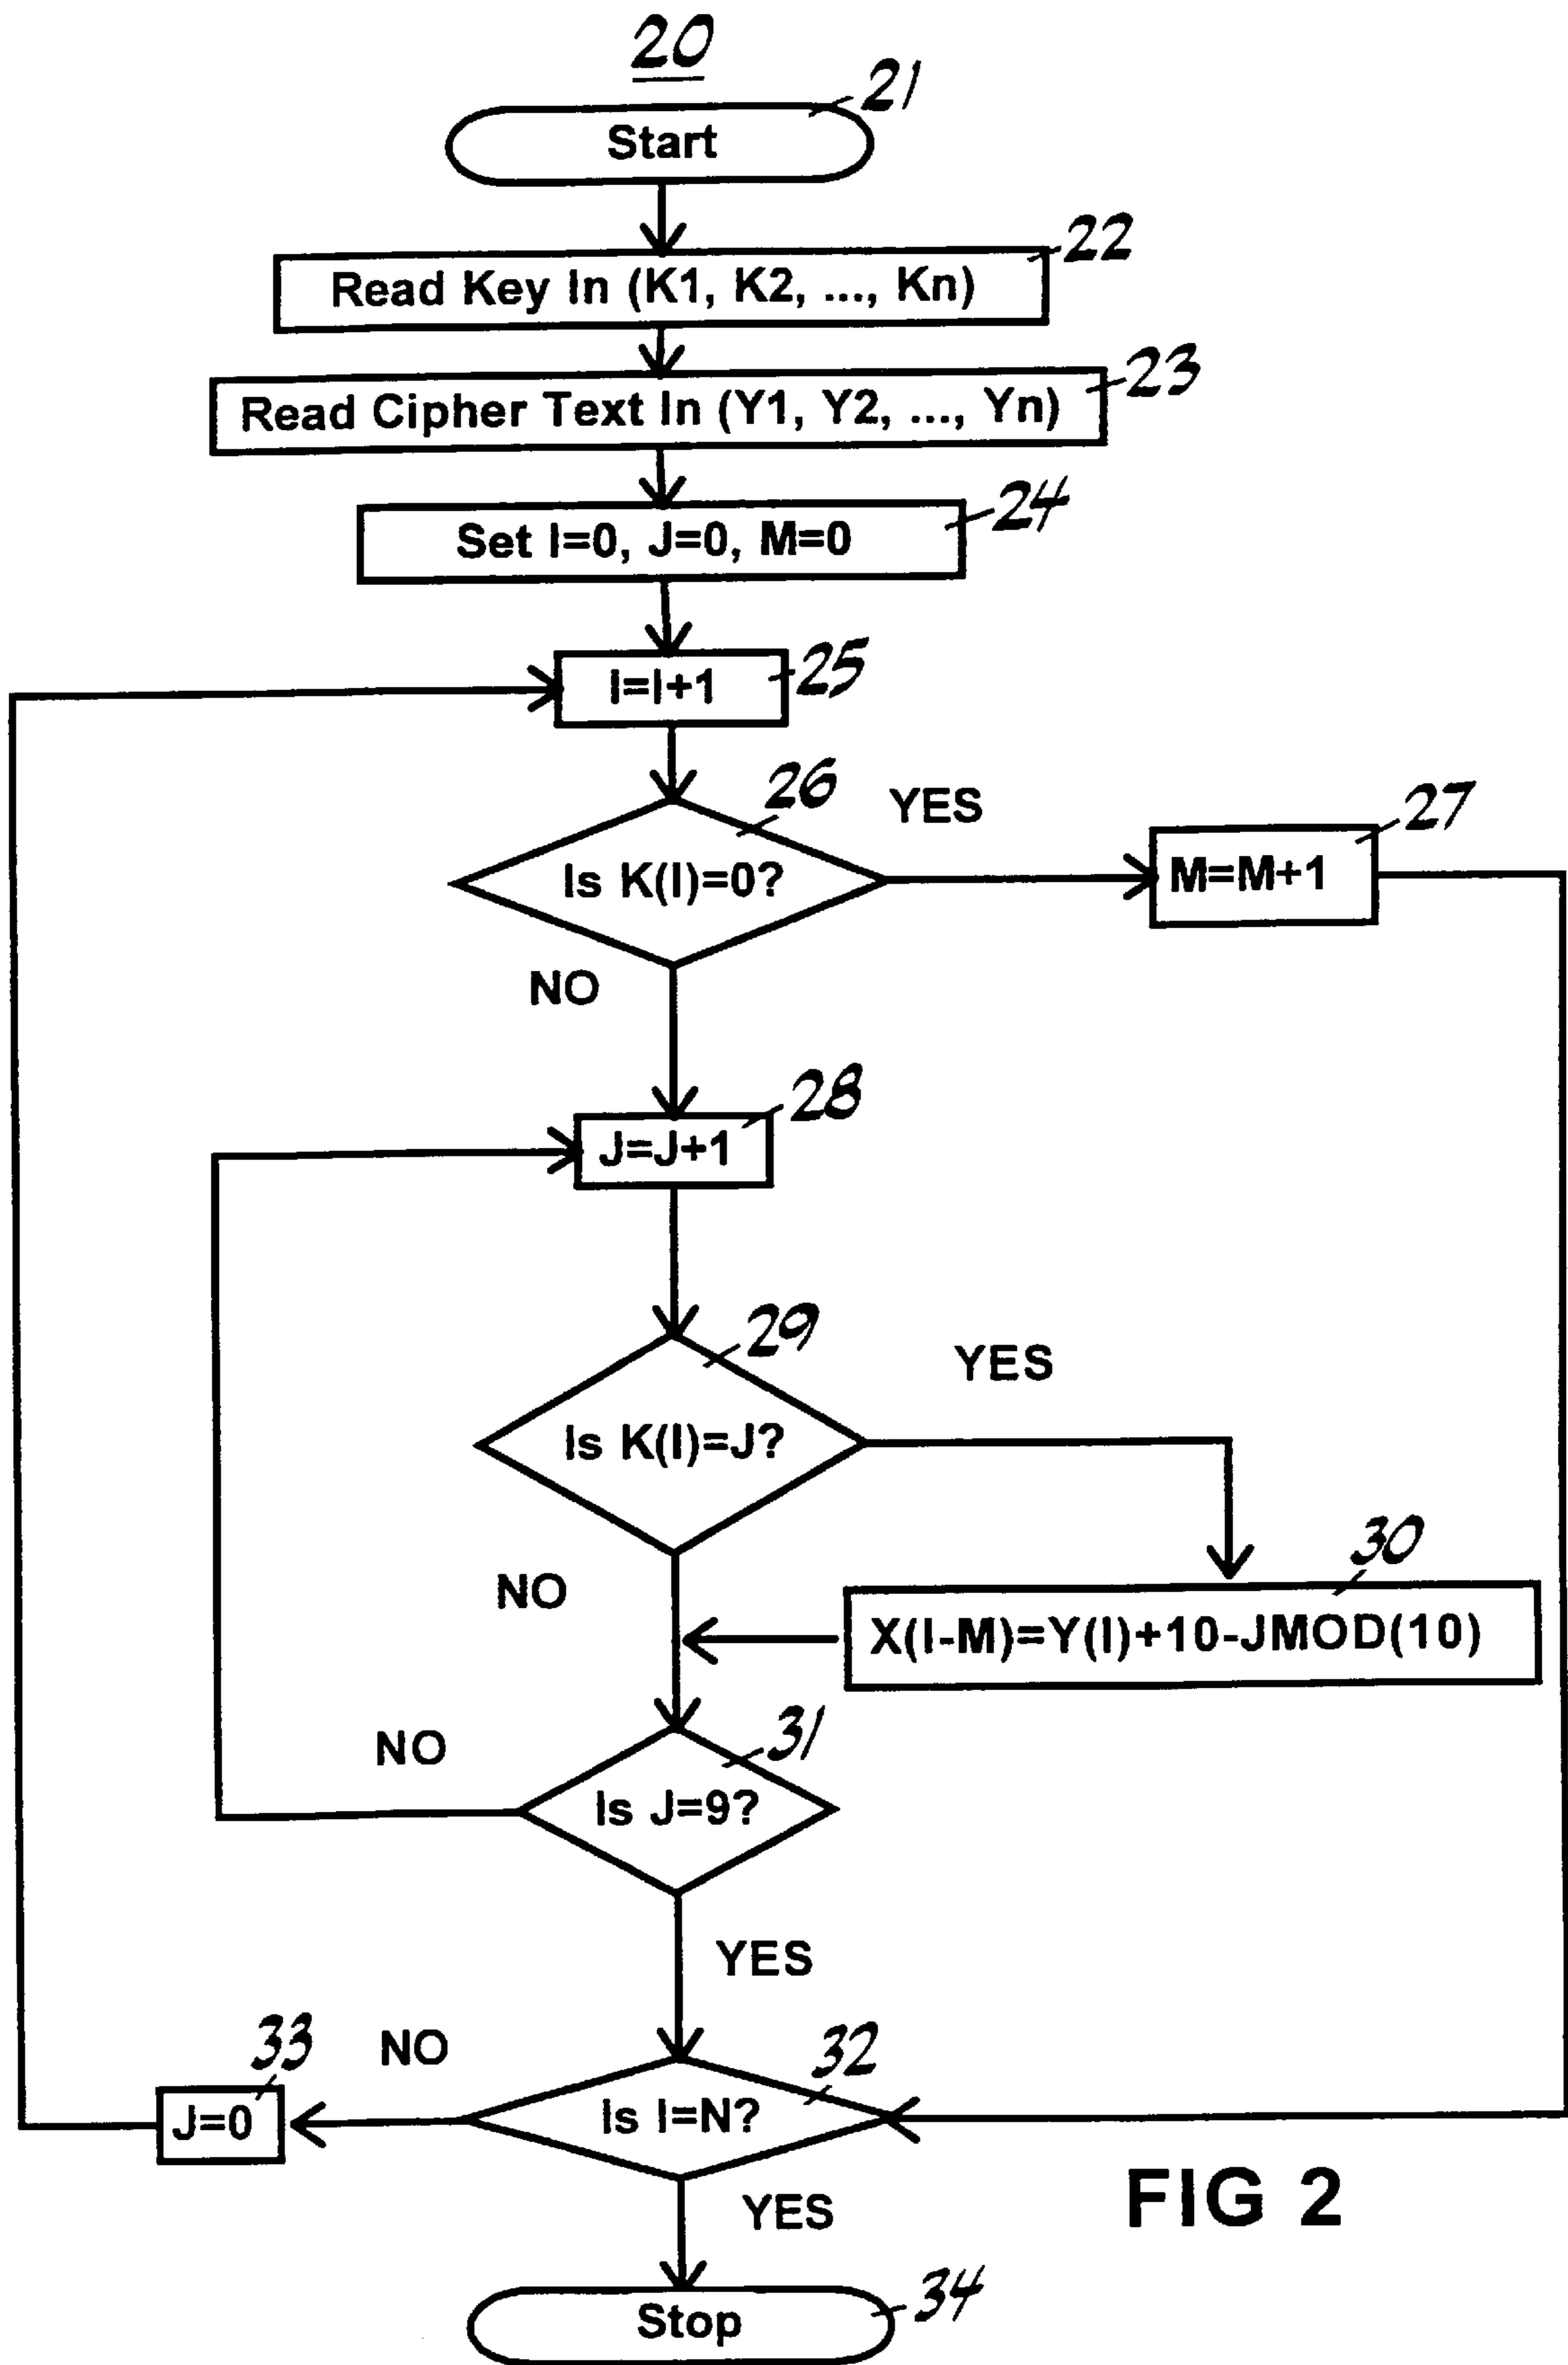 20
21
Start
22
Read Key In (K1, K2, ..., Kn)
23
Read Cipher Text In (Y1, Y2, ..., Yn)
24
Set I=0, J=0, M=0
25
I=I+1
26
YES
27
Is K(I)=0?
M=M+1
NO
28
J=J+1
29
YES
Is K(I)=J?
30
NO
X(I-M)=Y(I)+10-JMOD(10)
31
NO
Is J=9?
YES
33
NO
32
J=0
Is I=N?
YES
FIG 2
34
Stop